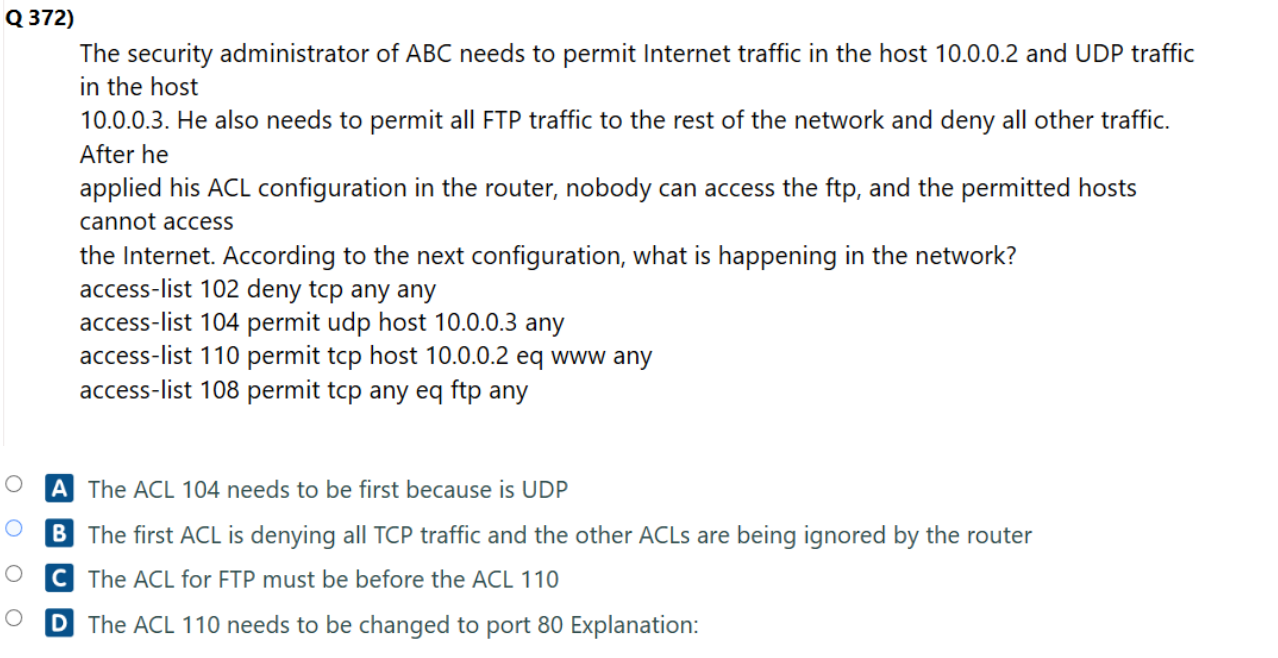 Q 372)
The security administrator of ABC needs to permit Internet traffic in the host 10.0.0.2 and UDP traffic
in the host
10.0.0.3. He also needs to permit all FTP traffic to the rest of the network and deny all other traffic.
After he
applied his ACL configuration in the router, nobody can access the ftp, and the permitted hosts
cannot access
the Internet. According to the next configuration, what is happening in the network?
access-list 102 deny tcp any any
access-list 104 permit udp host 10.0.0.3 any
access-list 110 permit tcp host 10.0.0.2 eq www any
access-list 108 permit tcp any eq ftp any
A The ACL 104 needs to be first because is UDP
B The first ACL is denying all TCP traffic and the other ACLs are being ignored by the router
C The ACL for FTP must be before the ACL 110
D The ACL 110 needs to be changed to port 80 Explanation: